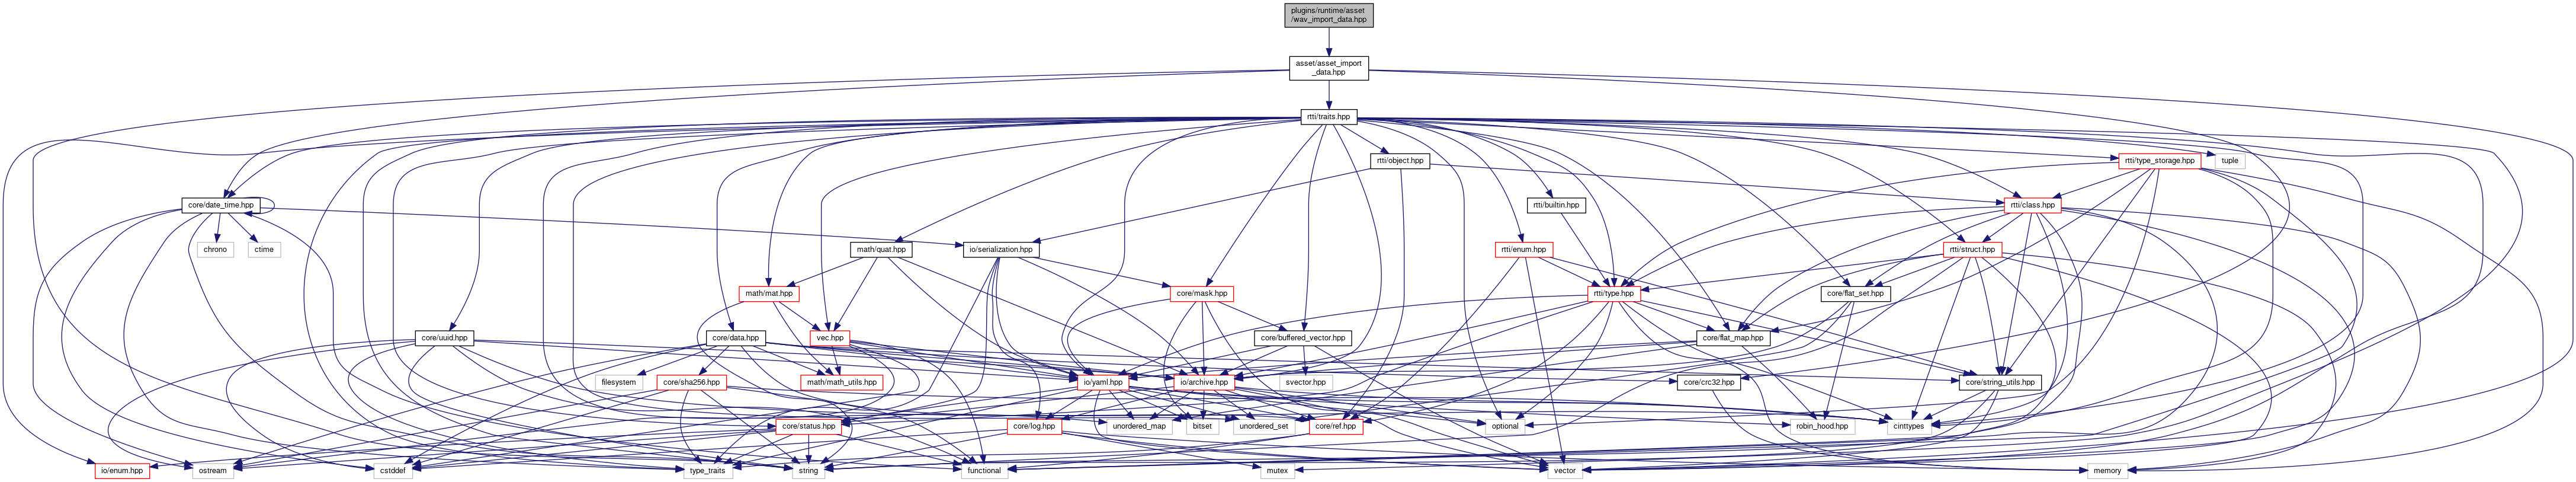 plugins/runtime/asset
/wav_import_data.hpp
asset/asset_import
_data.hpp
rtti/traits.hpp
rtti/object.hpp
rtti/type_storage.hpp
tuple
core/date_time.hpp
rtti/builtin.hpp
rtti/class.hpp
chrono
ctime
math/quat.hpp
io/serialization.hpp
rtti/enum.hpp
rtti/struct.hpp
math/mat.hpp
core/mask.hpp
rtti/type.hpp
core/flat_set.hpp
core/uuid.hpp
core/data.hpp
vec.hpp
core/buffered_vector.hpp
core/flat_map.hpp
filesystem
core/sha256.hpp
math/math_utils.hpp
io/yaml.hpp
io/archive.hpp
svector.hpp
core/crc32.hpp
core/string_utils.hpp
core/status.hpp
core/log.hpp
unordered_map
bitset
unordered_set
core/ref.hpp
optional
robin_hood.hpp
cinttypes
io/enum.hpp
ostream
cstddef
type_traits
string
functional
mutex
vector
memory